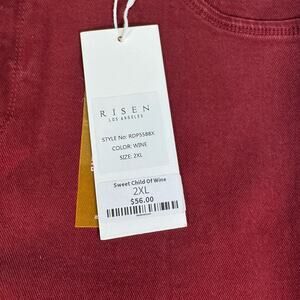 RISEN
LOS ANGELES
STYLE No: RDP5588X
COLOR: WINE
SIZE: 2XL
Sweet Child Of Wine
2XL
$56.00